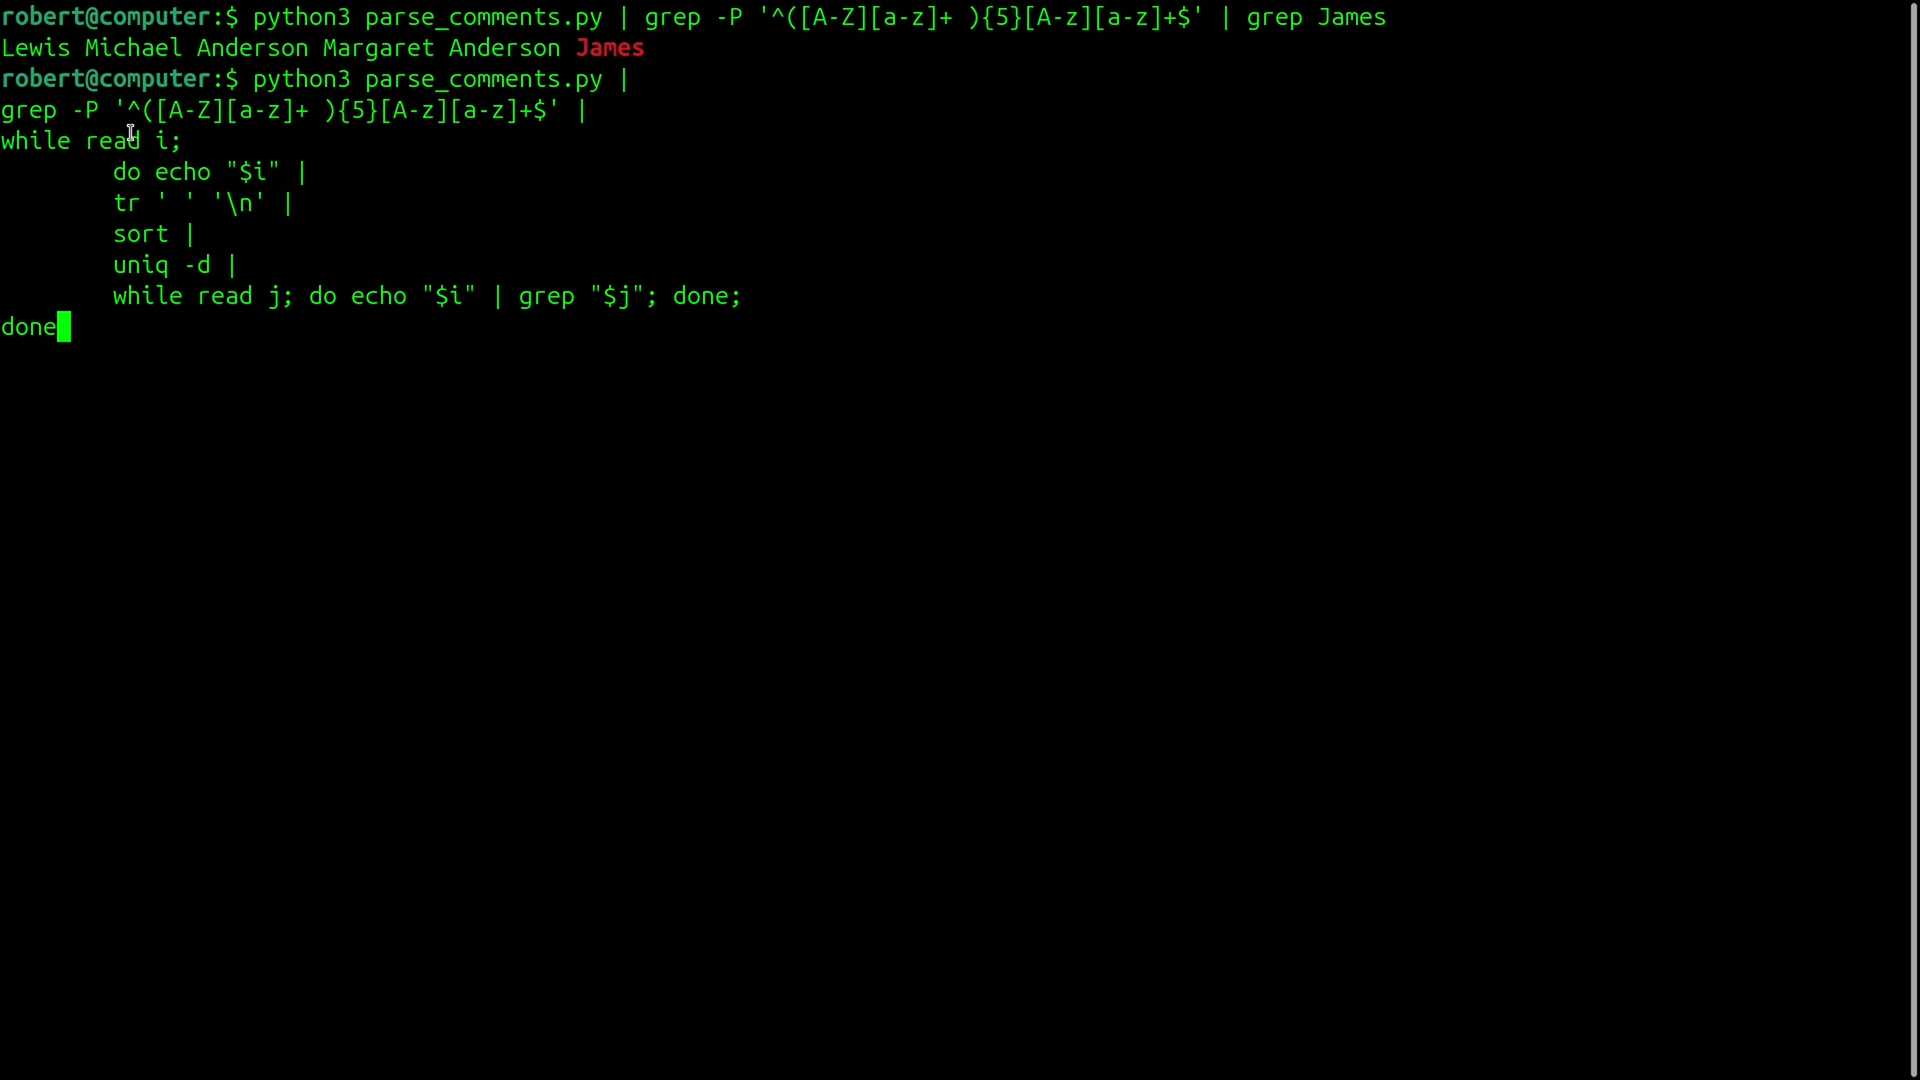 robert@computer:$ python3 parse_comments.py | grep -P '^([A-Z][a-z]+ ){5}[A-z][a-z]+$' | grep James
Lewis Michael Anderson Margaret Anderson James
robert@computer:$ python3 parse_comments.py |
grep -P '^([A-Z][a-z]+ ){5}[A-z][a-z]+$' |
while read i;
        do echo "$i" |
        tr ' ' '\n' |
        sort |
        uniq -d |
        while read j; do echo "$i" | grep "$j"; done;
done